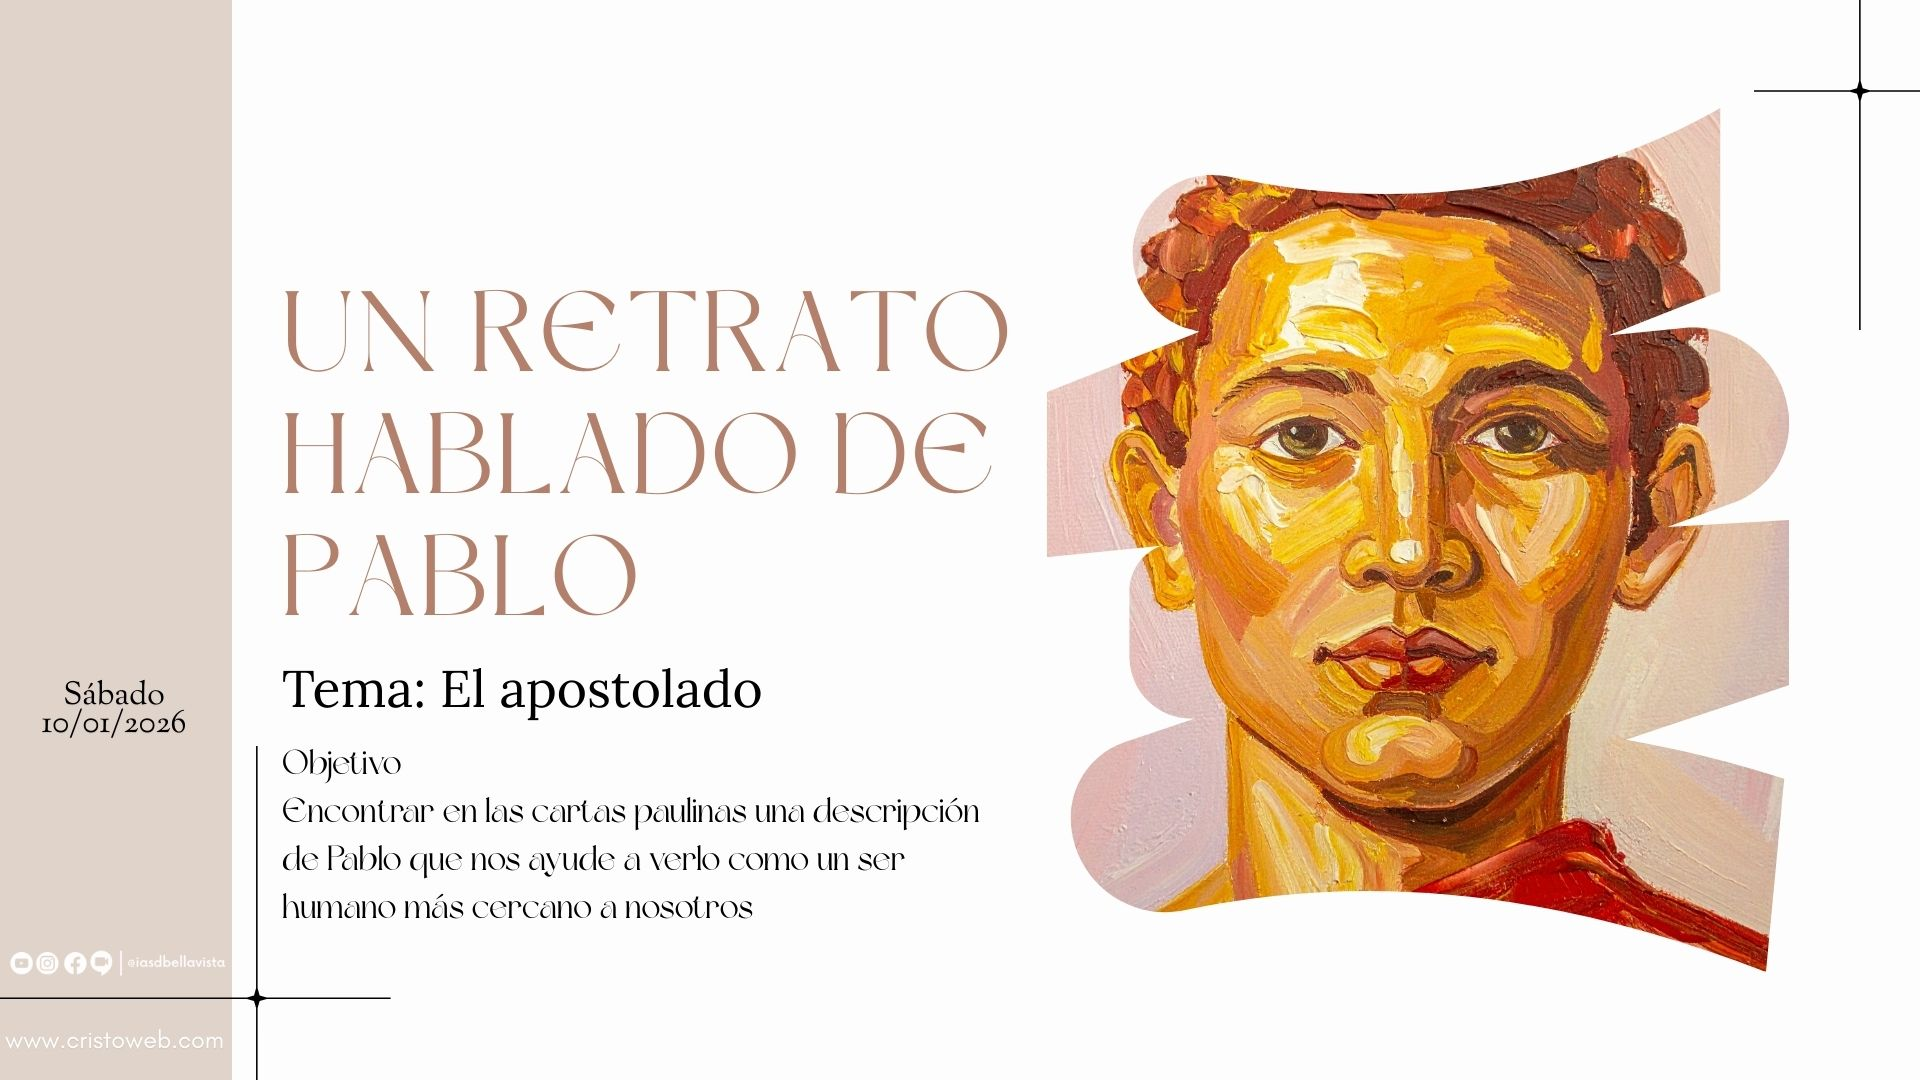 UN RETRATO
HABLADO DE
PABLO
Tema: El apostolado
Sábado
10/01/2026
Objetivo
Encontrar en las cartas paulinas una descripción
de Pablo que nos ayude a verlo como un ser
humano más cercano a nosotros
@iasdbellavista
www.cristoweb.com